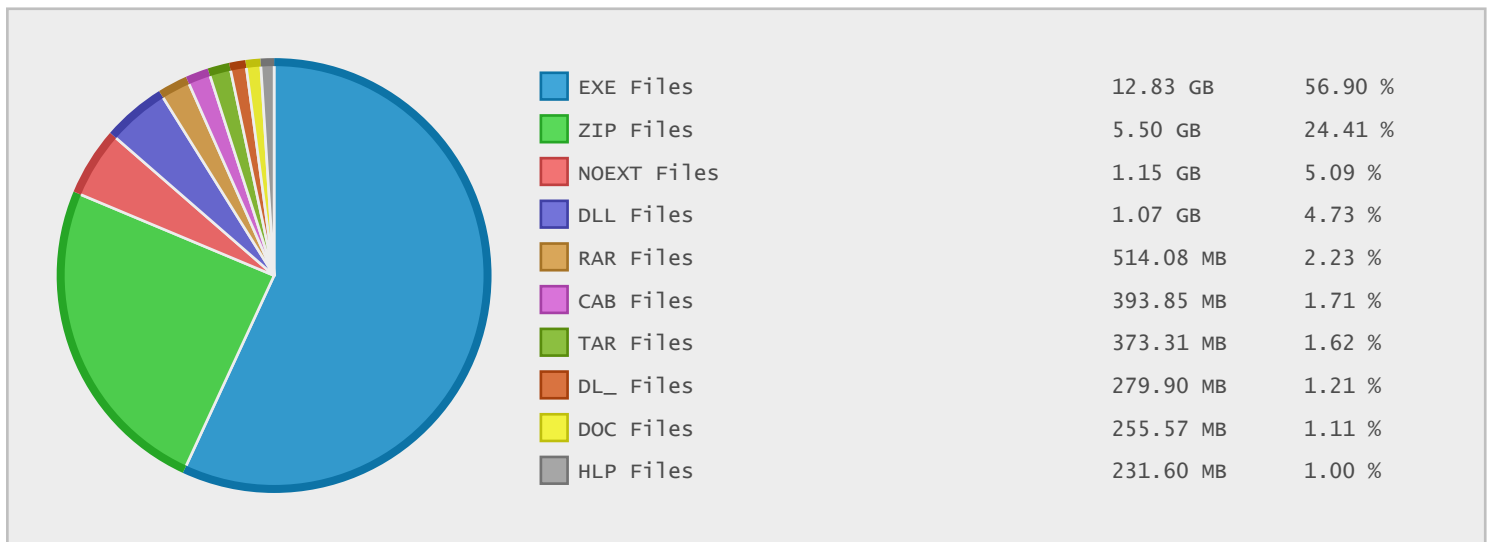 EXE Files 12.83 GB 56.90 %
ZIP Files 5.50 GB 24.41 %
NOEXT Files 1.15 GB 5.09 %
DLL Files 1.07 GB 4.73 %
RAR Files 514.08 MB 2.23 %
CAB Files 393.85 MB 1.71 %
TAR Files 373.31 MB 1.62 %
DL_ Files 279.90 MB 1.21 %
DOC Files 255.57 MB 1.11 %
HLP Files 231.60 MB 1.00 %